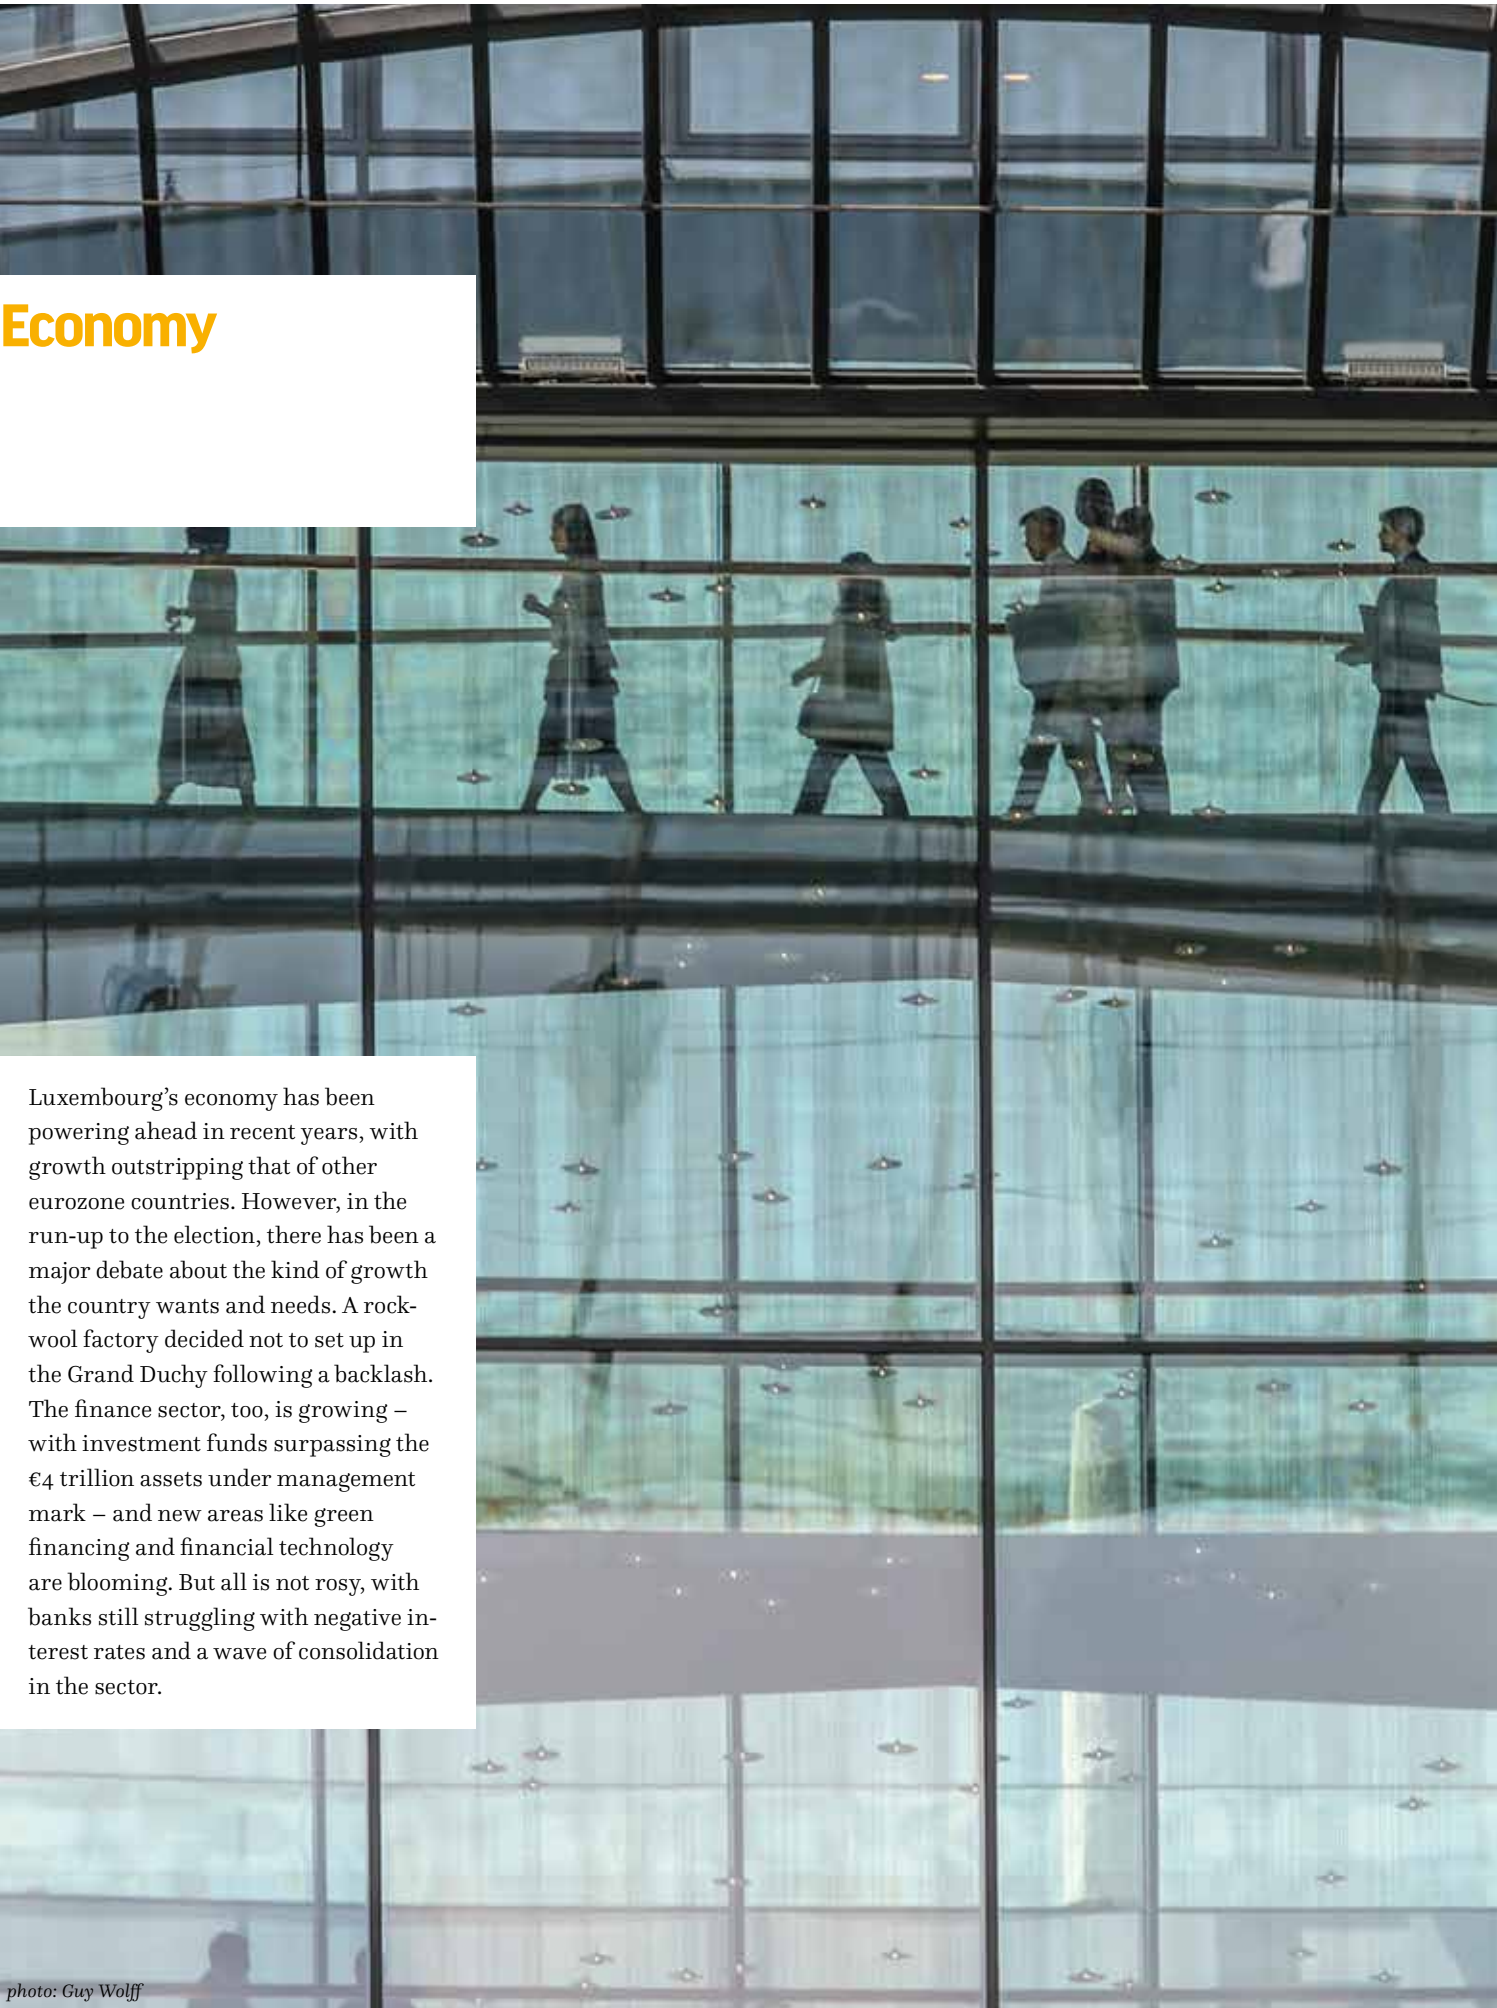 Economy
Luxembourg’s economy has been
powering ahead in recent years, with
growth outstripping that of other
eurozone countries. However, in the
run-up to the election, there has been a
major debate about the kind of growth
the country wants and needs. A rock-
wool factory decided not to set up in
the Grand Duchy following a backlash.
The finance sector, too, is growing –
with investment funds surpassing the
€4 trillion assets under management
mark – and new areas like green
financing and financial technology
are blooming. But all is not rosy, with
banks still struggling with negative in-
terest rates and a wave of consolidation
in the sector.
photo: Guy Wolff